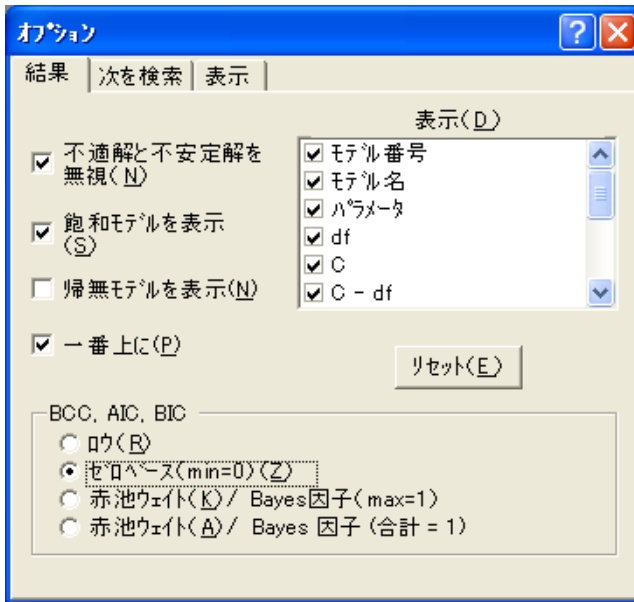 オプション
結果 次を検索 表示
不適解と不安定解を
無視(N)
飽和モデルを表示
(S)
帰無モデルを表示(N)
一番上に(P)
表示(D)
モデル番号
モデル名
パラメータ
df
C
C - df
リセット(E)
BCC, AIC, BIC
ロウ(R)
ゼロベース(min=0)(Z)
赤池ウェイト(K)/ Bayes因子(max=1)
赤池ウェイト(A)/ Bayes 因子 (合計 = 1)